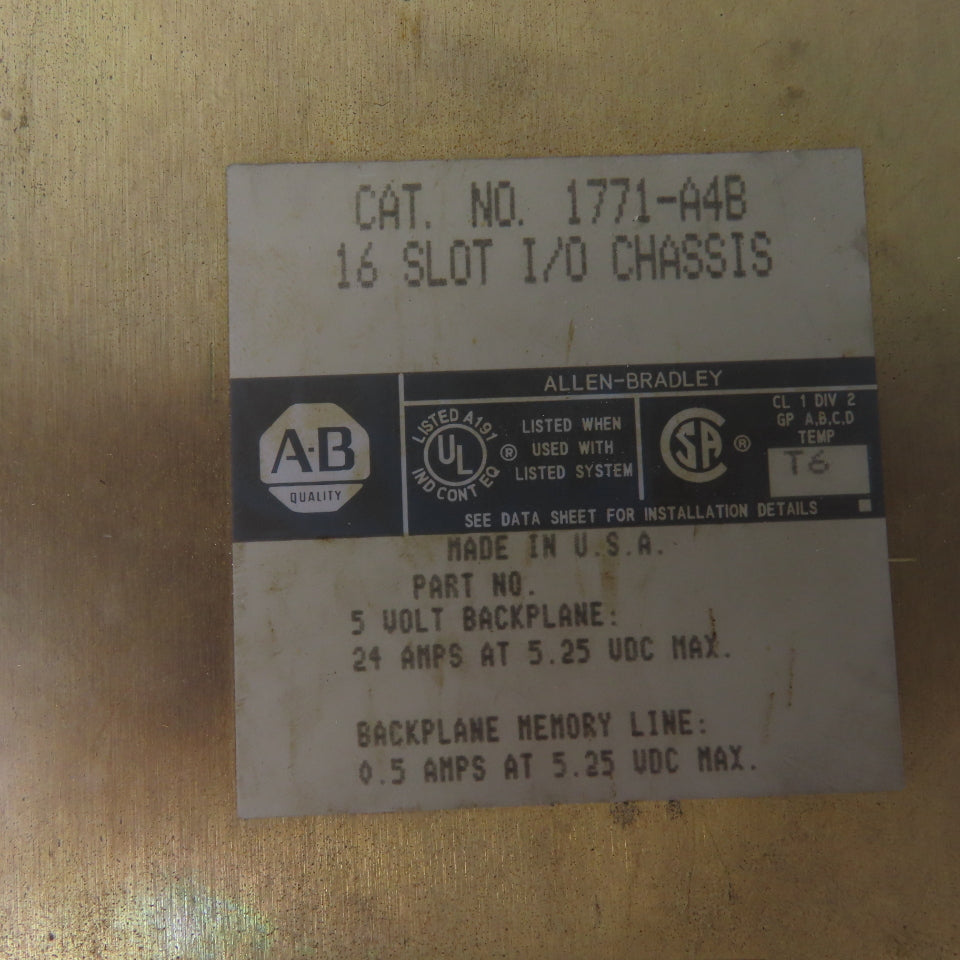 CAT. NO. 1771-A4B
16 SLOT I/O CHASSIS
ALLEN-BRADLEY
A·B
QUALITY
LISTED A191
UL ®
IND CONT EQ
LISTED WHEN
USED WITH
LISTED SYSTEM
SA ®
CL 1 DIV 2
GP A,B,C,D
TEMP
T6
SEE DATA SHEET FOR INSTALLATION DETAILS
MADE IN U.S.A.
PART NO.
5 VOLT BACKPLANE:
24 AMPS AT 5.25 VDC MAX.
BACKPLANE MEMORY LINE:
0.5 AMPS AT 5.25 VDC MAX.